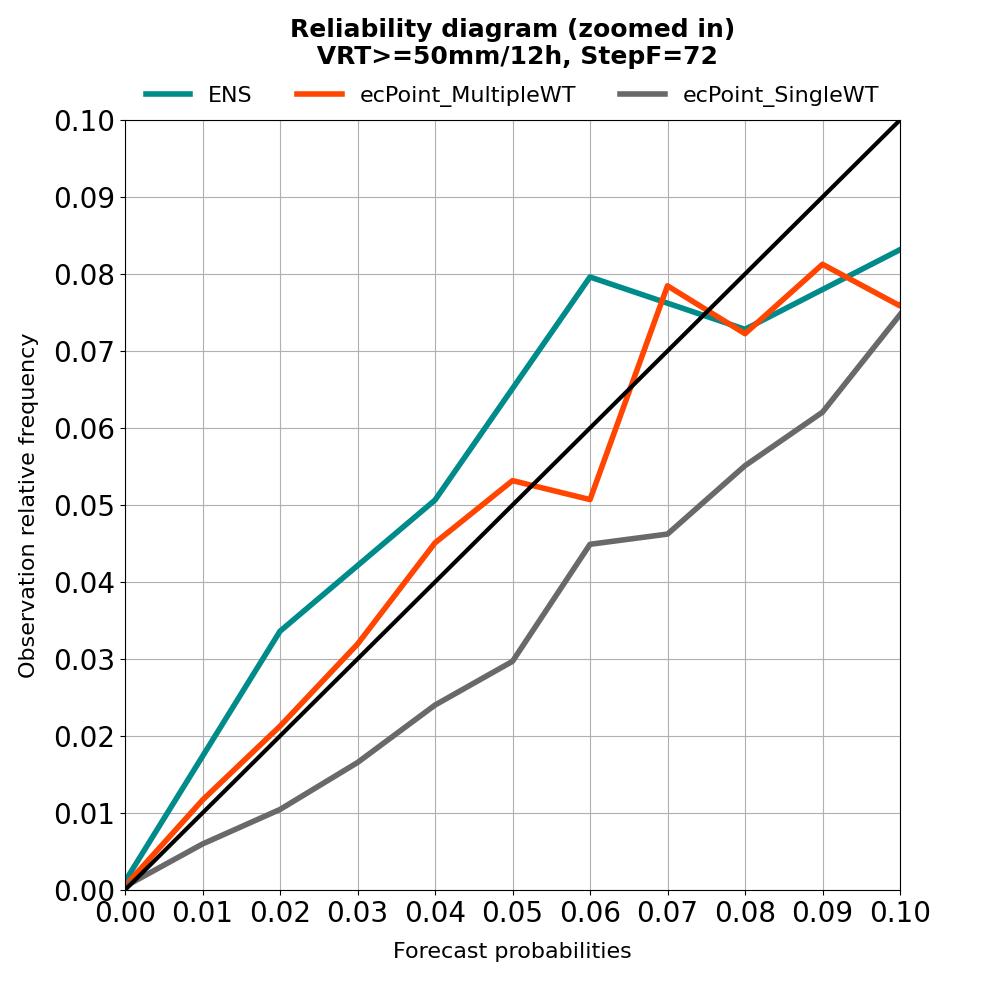 Reliability diagram (zoomed in)
VRT>=50mm/12h, StepF=72
ENS ecPoint_MultipleWT ecPoint_SingleWT
0.10
0.09
0.08
0.07
0.06
0.05
0.04
0.03
0.02
0.01
0.00
Observation relative frequency
0.00 0.01 0.02 0.03 0.04 0.05 0.06 0.07 0.08 0.09 0.10
Forecast probabilities